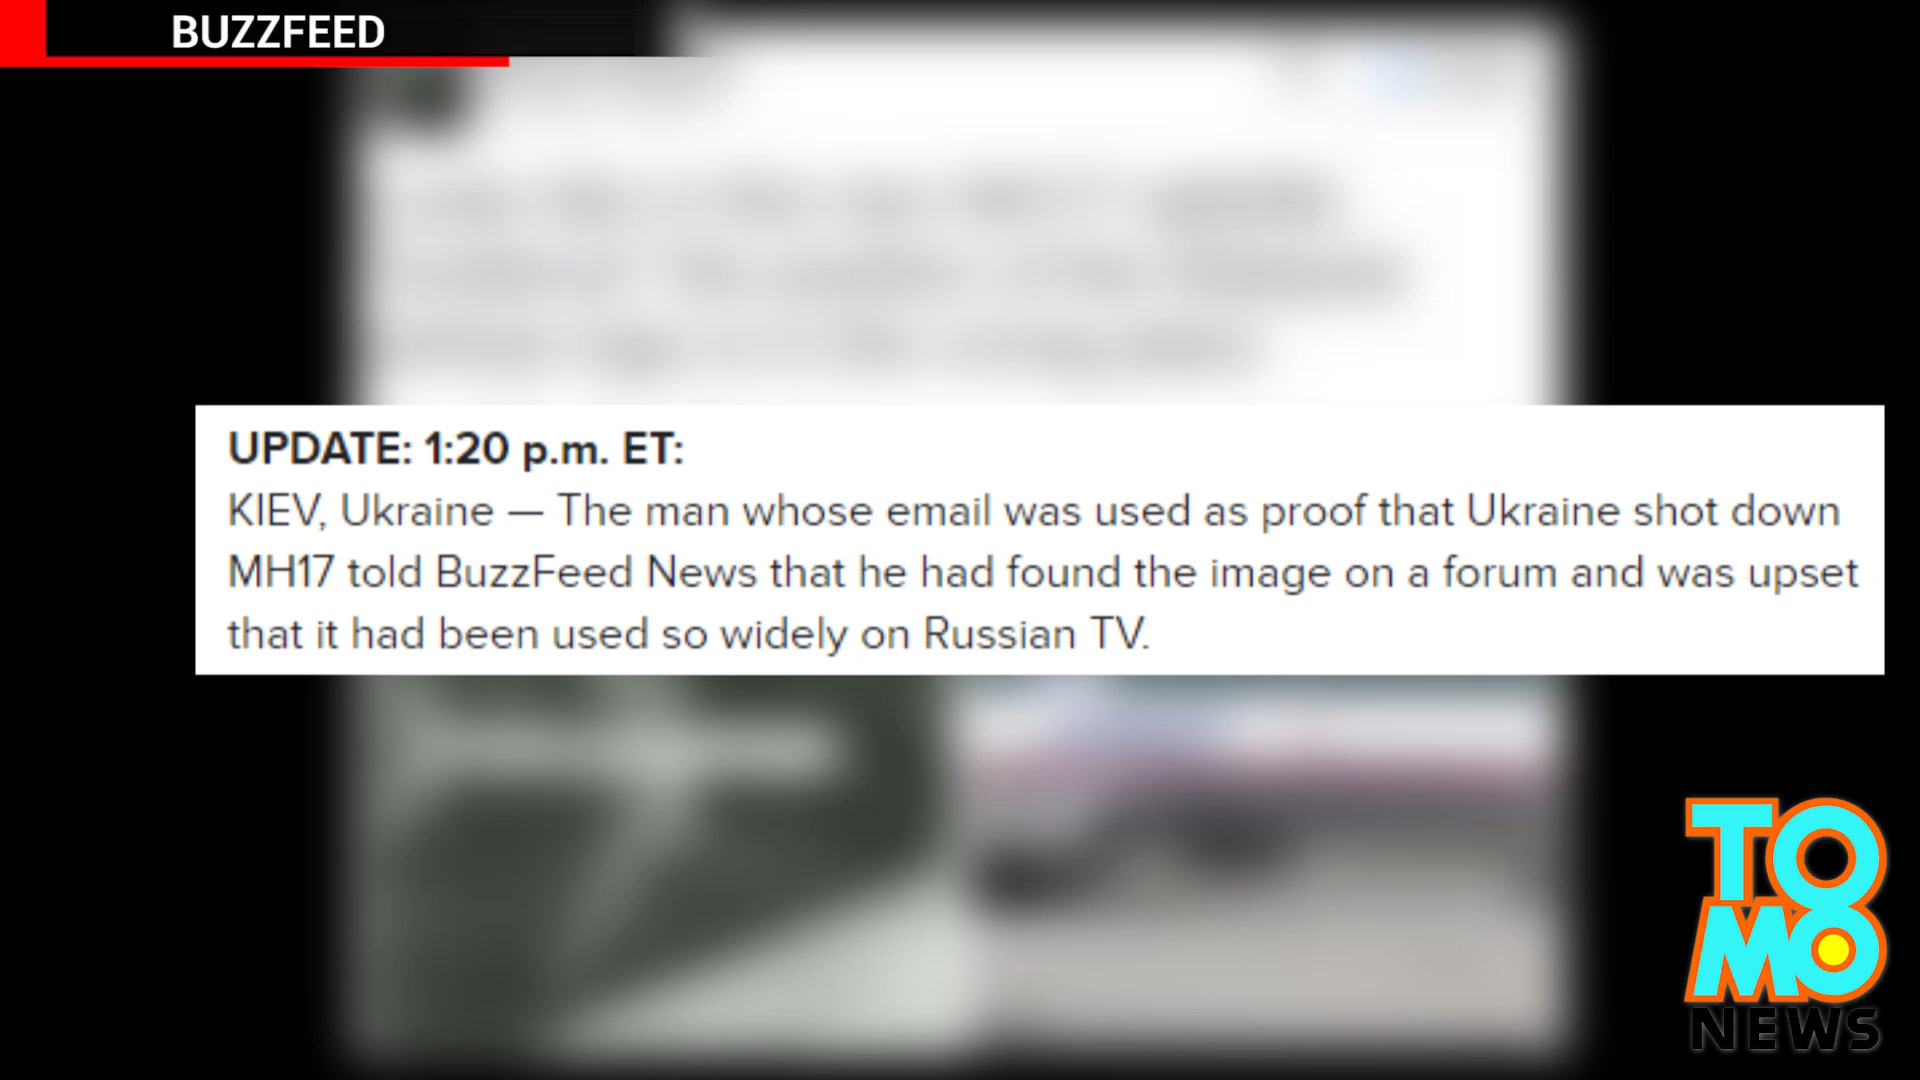 BUZZFEED
UPDATE: 1:20 p.m. ET:
KIEV, Ukraine — The man whose email was used as proof that Ukraine shot down
MH17 told BuzzFeed News that he had found the image on a forum and was upset
that it had been used so widely on Russian TV.
TO
MO
NEWS